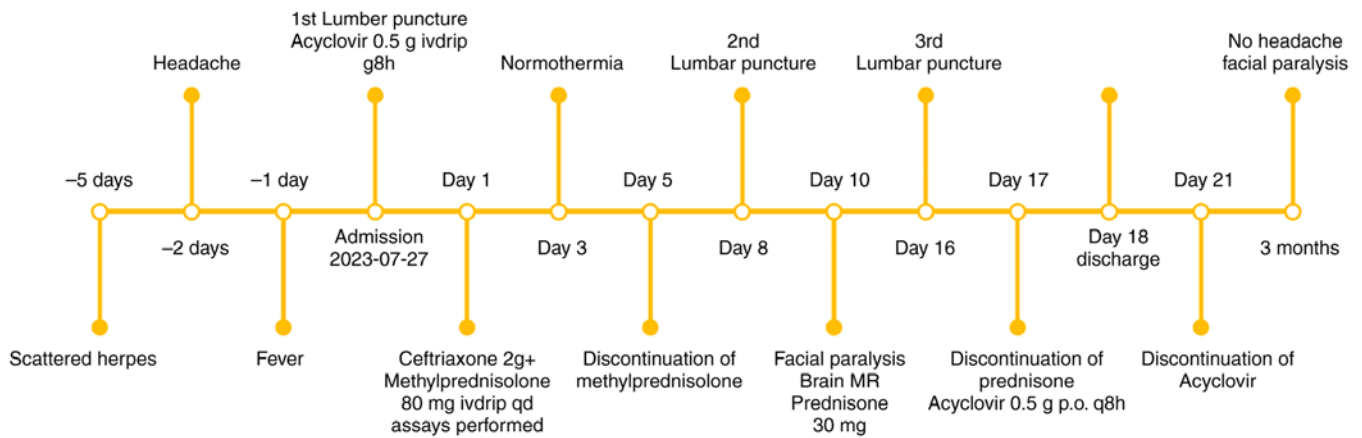 1st Lumber puncture
Acyclovir 0.5 g ivdrip
g8h
Headache
Normothermia
2nd
Lumbar puncture
3rd
Lumbar puncture
No headache
facial paralysis
–5 days
–1 day
Day 1
Day 5
Day 10
Day 17
Day 21
–2 days
Admission
2023-07-27
Day 3
Day 8
Day 16
Day 18
discharge
3 months
Scattered herpes
Fever
Ceftriaxone 2g+
Methylprednisolone
80 mg ivdrip qd
assays performed
Discontinuation of
methylprednisolone
Facial paralysis
Brain MR
Prednisone
30 mg
Discontinuation of
prednisone
Acyclovir 0.5 g p.o. q8h
Discontinuation of
Acyclovir